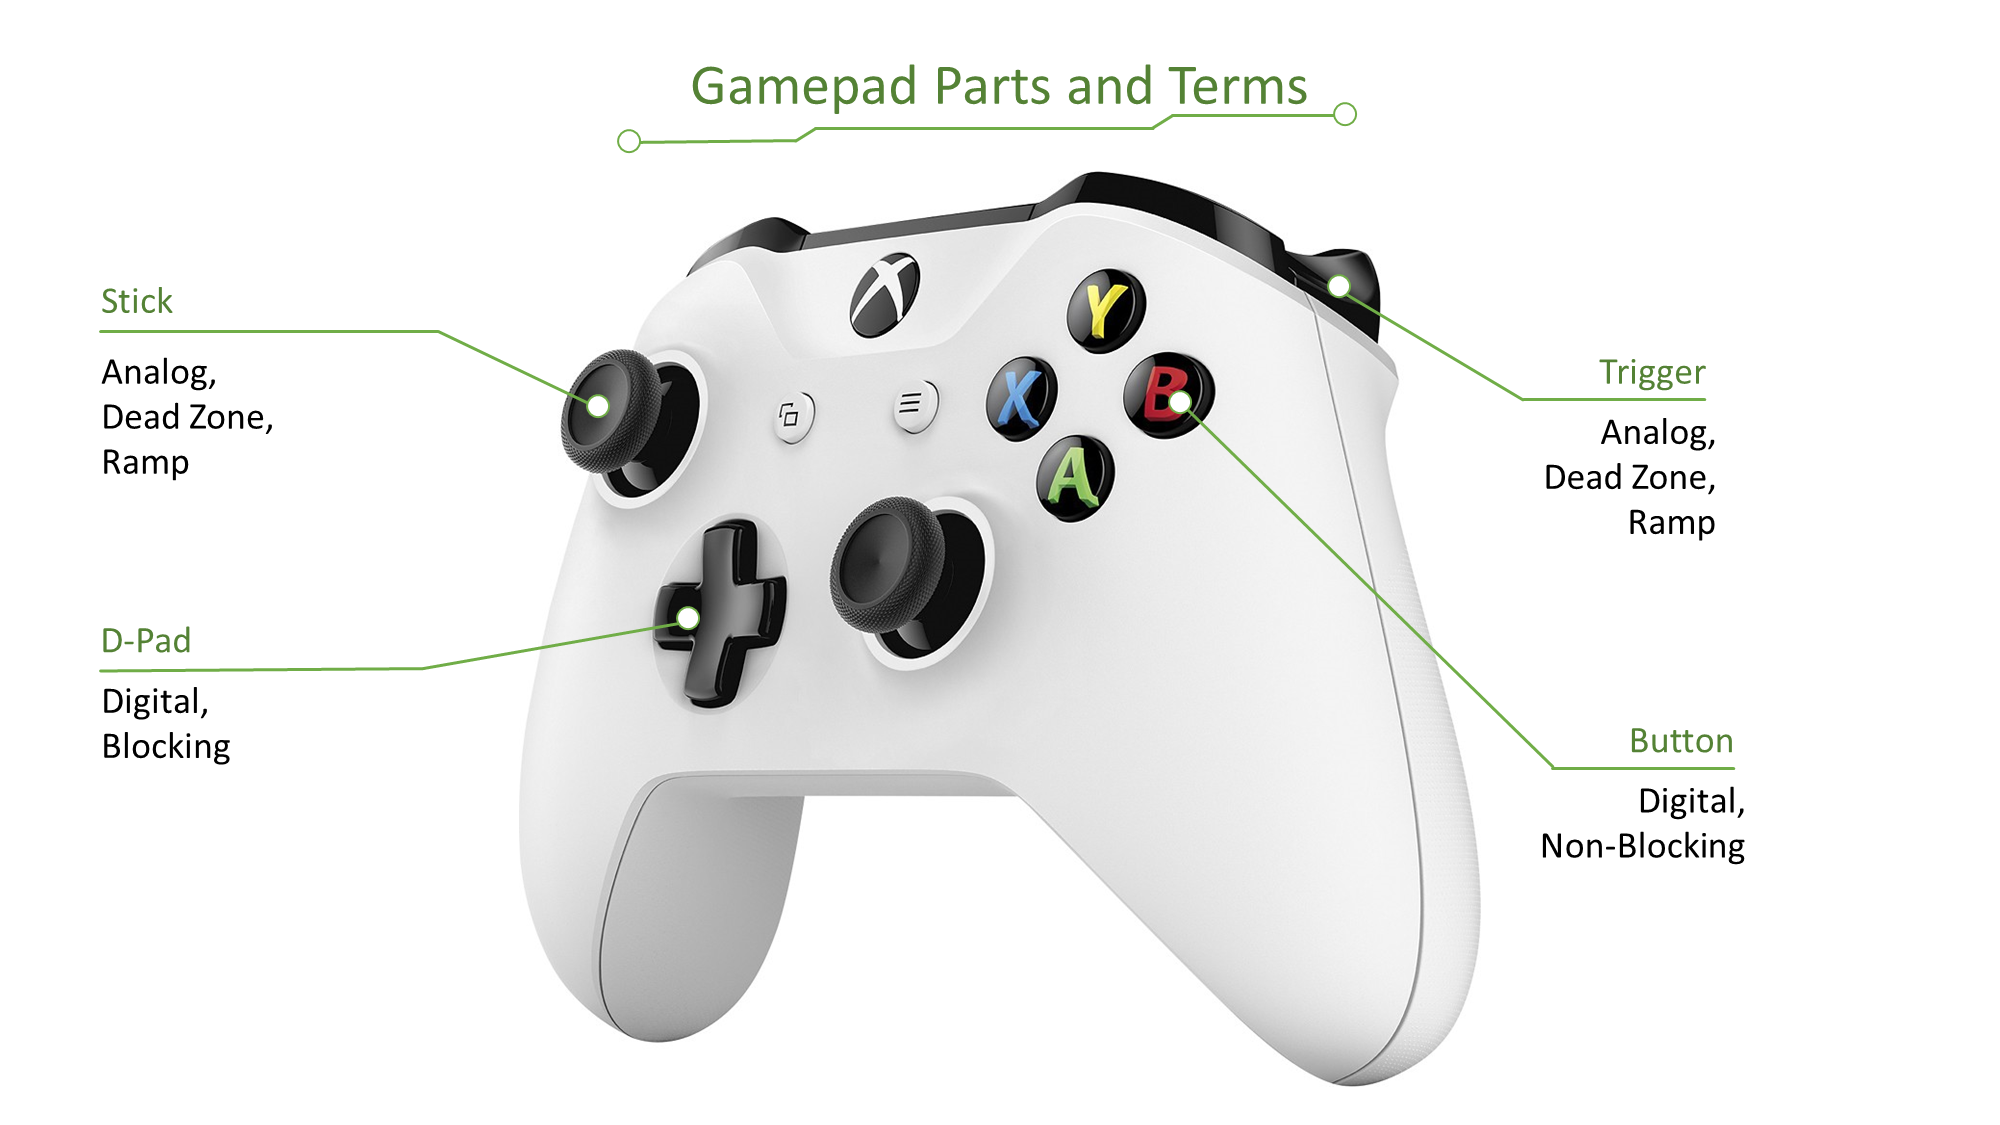 Gamepad Parts and Terms
Stick
Analog,
Dead Zone,
Ramp
D-Pad
Digital,
Blocking
Y
X
B
A
Trigger
Analog,
Dead Zone,
Ramp
Button
Digital,
Non-Blocking